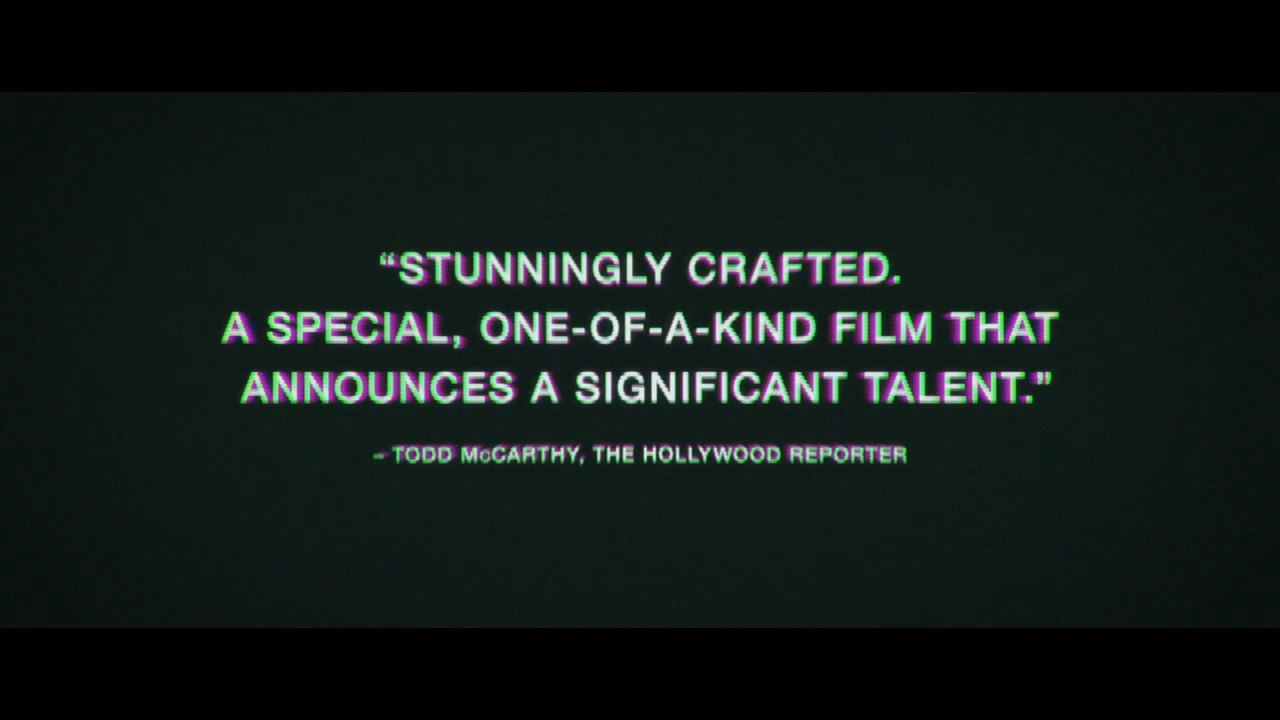 “STUNNINGLY CRAFTED.
A SPECIAL, ONE-OF-A-KIND FILM THAT
ANNOUNCES A SIGNIFICANT TALENT.”
– TODD McCARTHY, THE HOLLYWOOD REPORTER